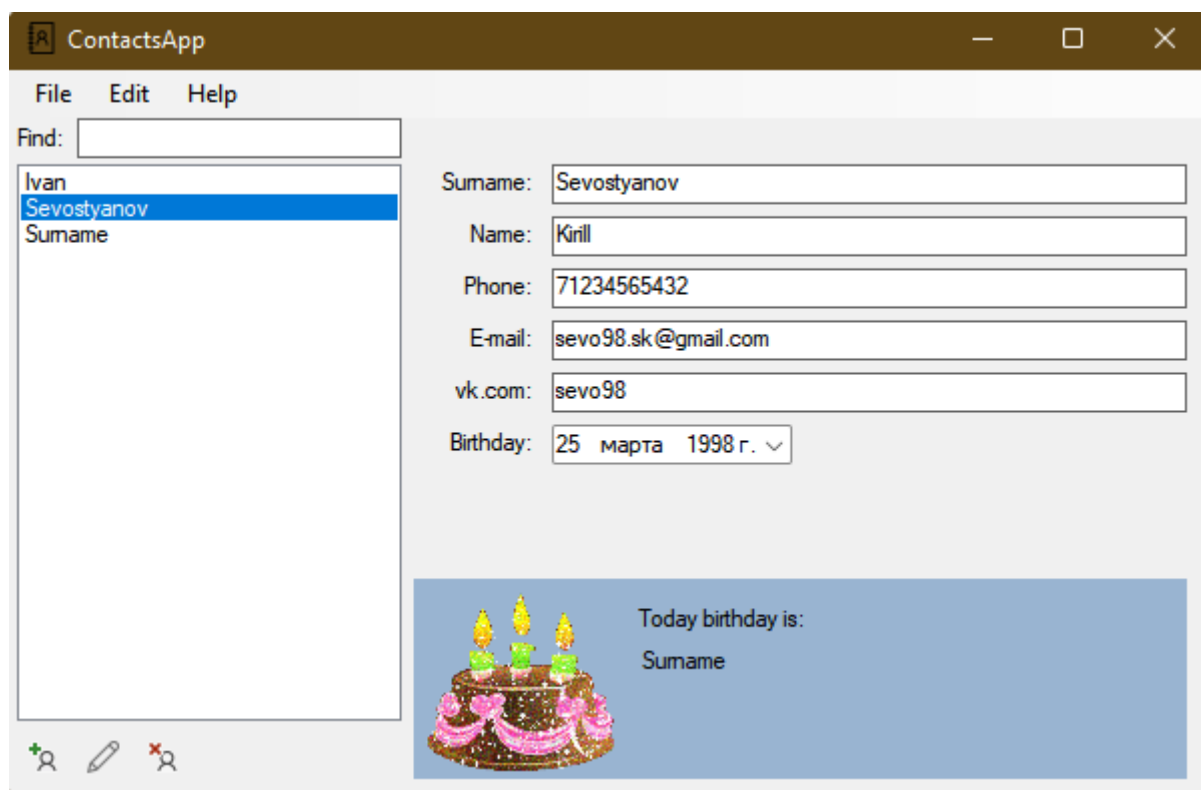 ContactsApp
File Edit Help
Find:
Ivan
Sevostyanov
Surname
Surname: Sevostyanov
Name: Kirill
Phone: 71234565432
E-mail: sevo98.sk@gmail.com
vk.com: sevo98
Birthday: 25 марта 1998 г.
Today birthday is:
Surname